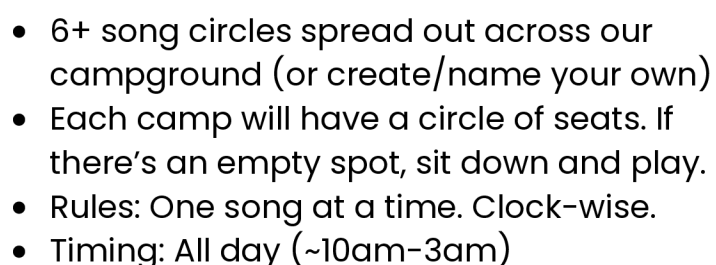 • 6+ song circles spread out across our
campground (or create/name your own)
• Each camp will have a circle of seats. If
there's an empty spot, sit down and play.
• Rules: One song at a time. Clock-wise.
• Timing: All day (~10am-3am)